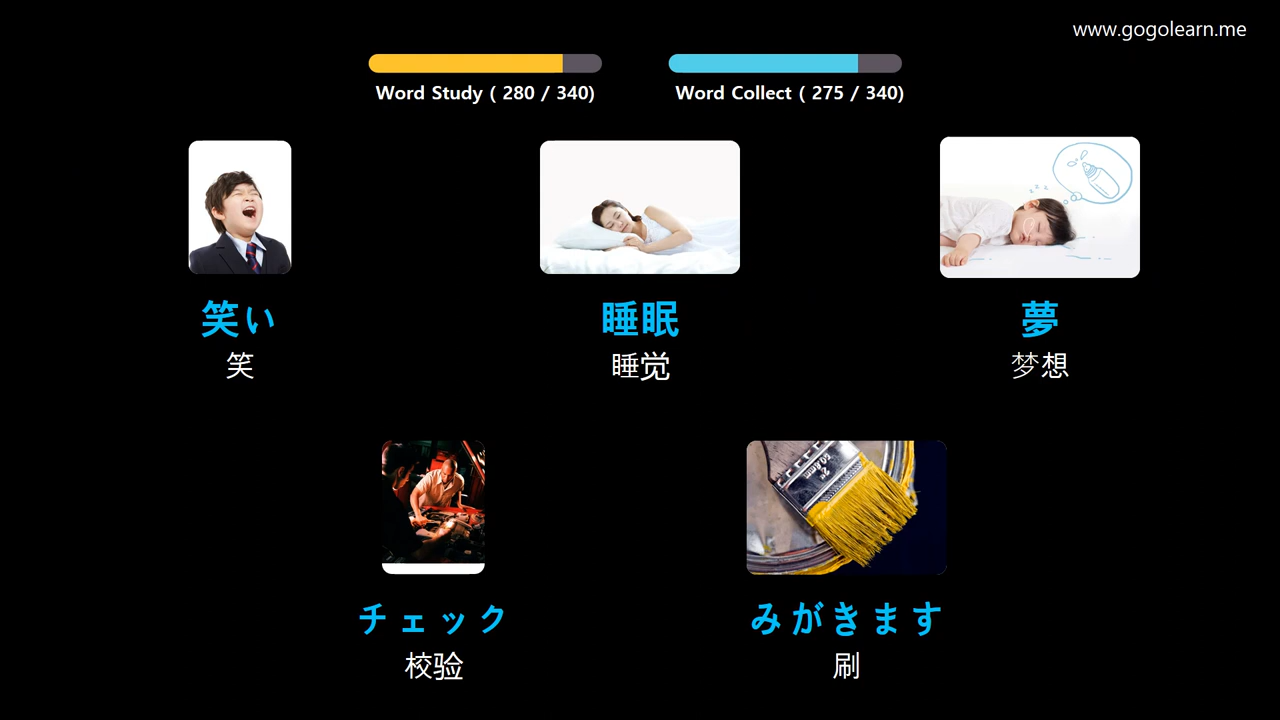 www.gogolearn.me
Word Study ( 280 / 340)
Word Collect ( 275 / 340)
笑い
笑
睡眠
睡觉
夢
梦想
チェック
校验
みがきます
刷